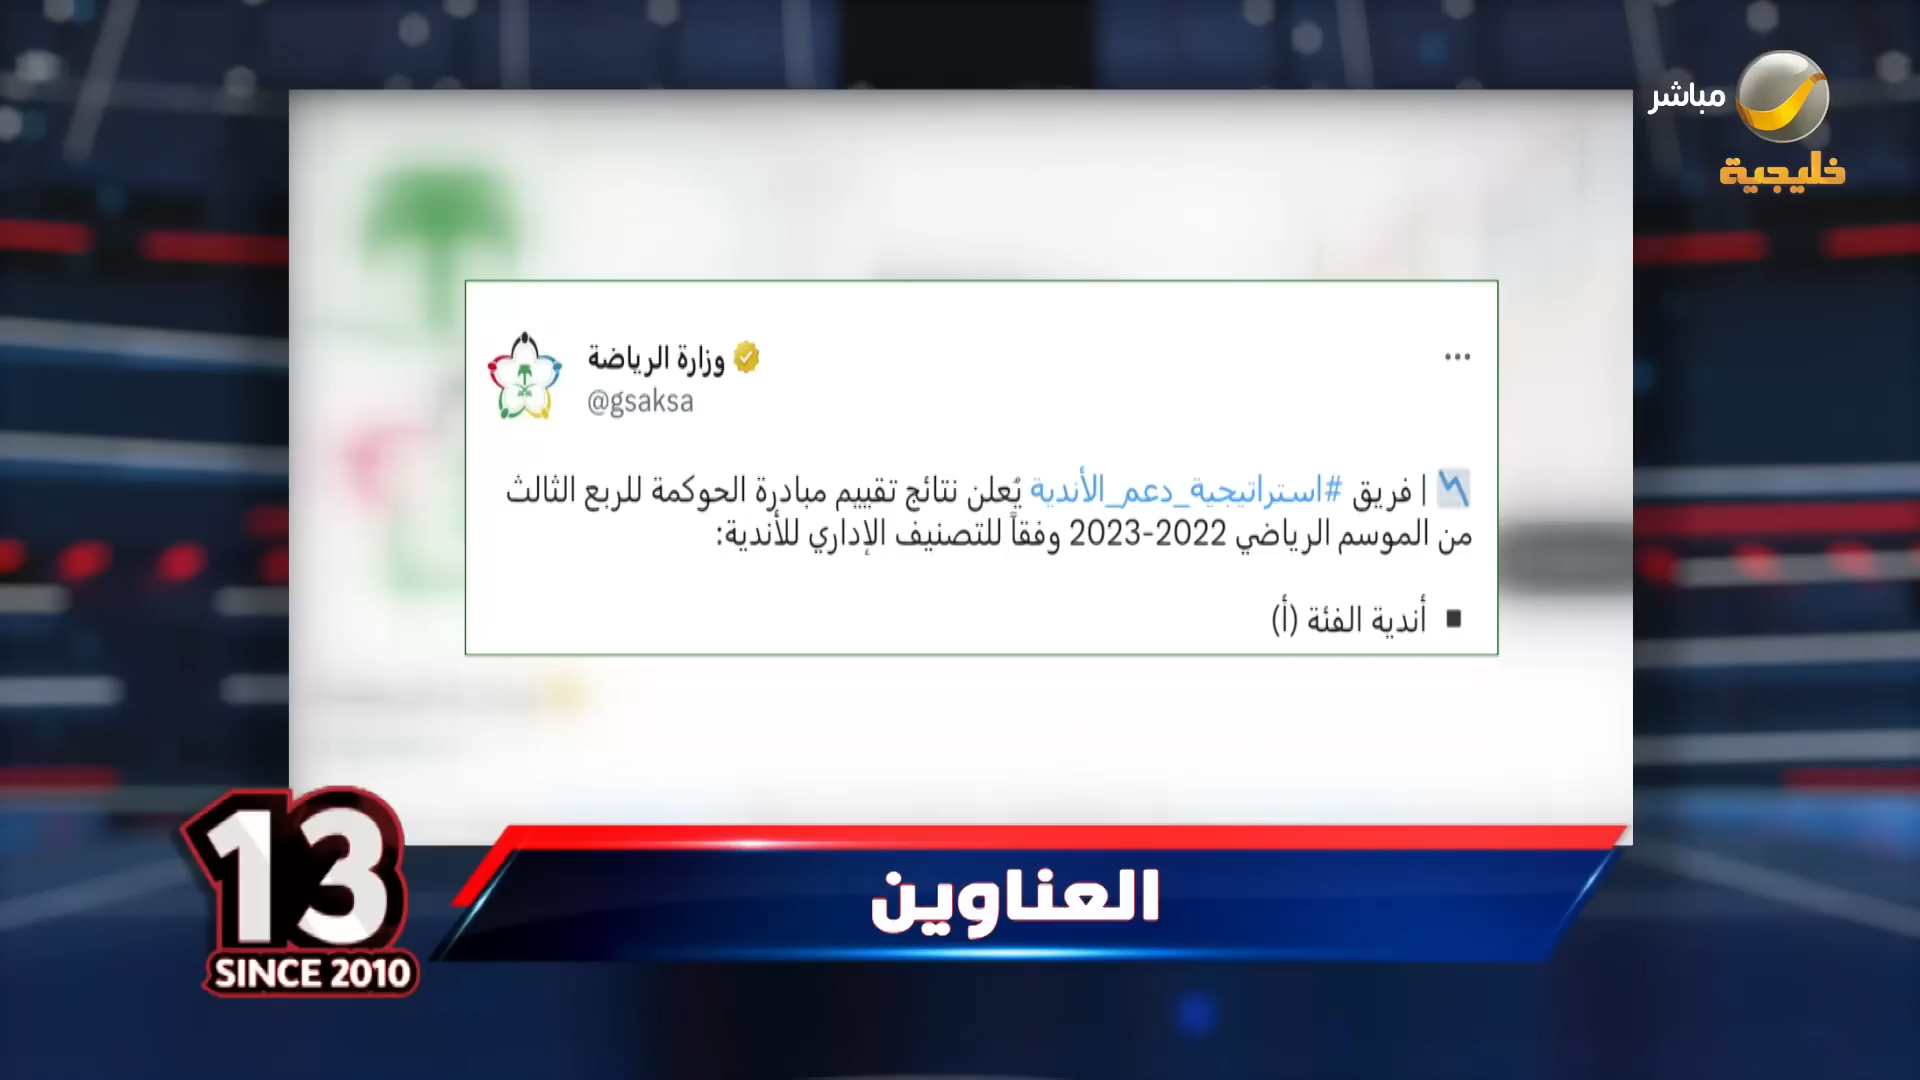 مباشر
خليجية
وزارة الرياضة
@gsaksa
| فريق #استراتيجية_دعم_الأندية يُعلن نتائج تقييم مبادرة الحوكمة للربع الثالث
من الموسم الرياضي 2022-2023 وفقاً للتصنيف الإداري للأندية:
▪ أندية الفئة (أ)
العناوين
13
SINCE 2010